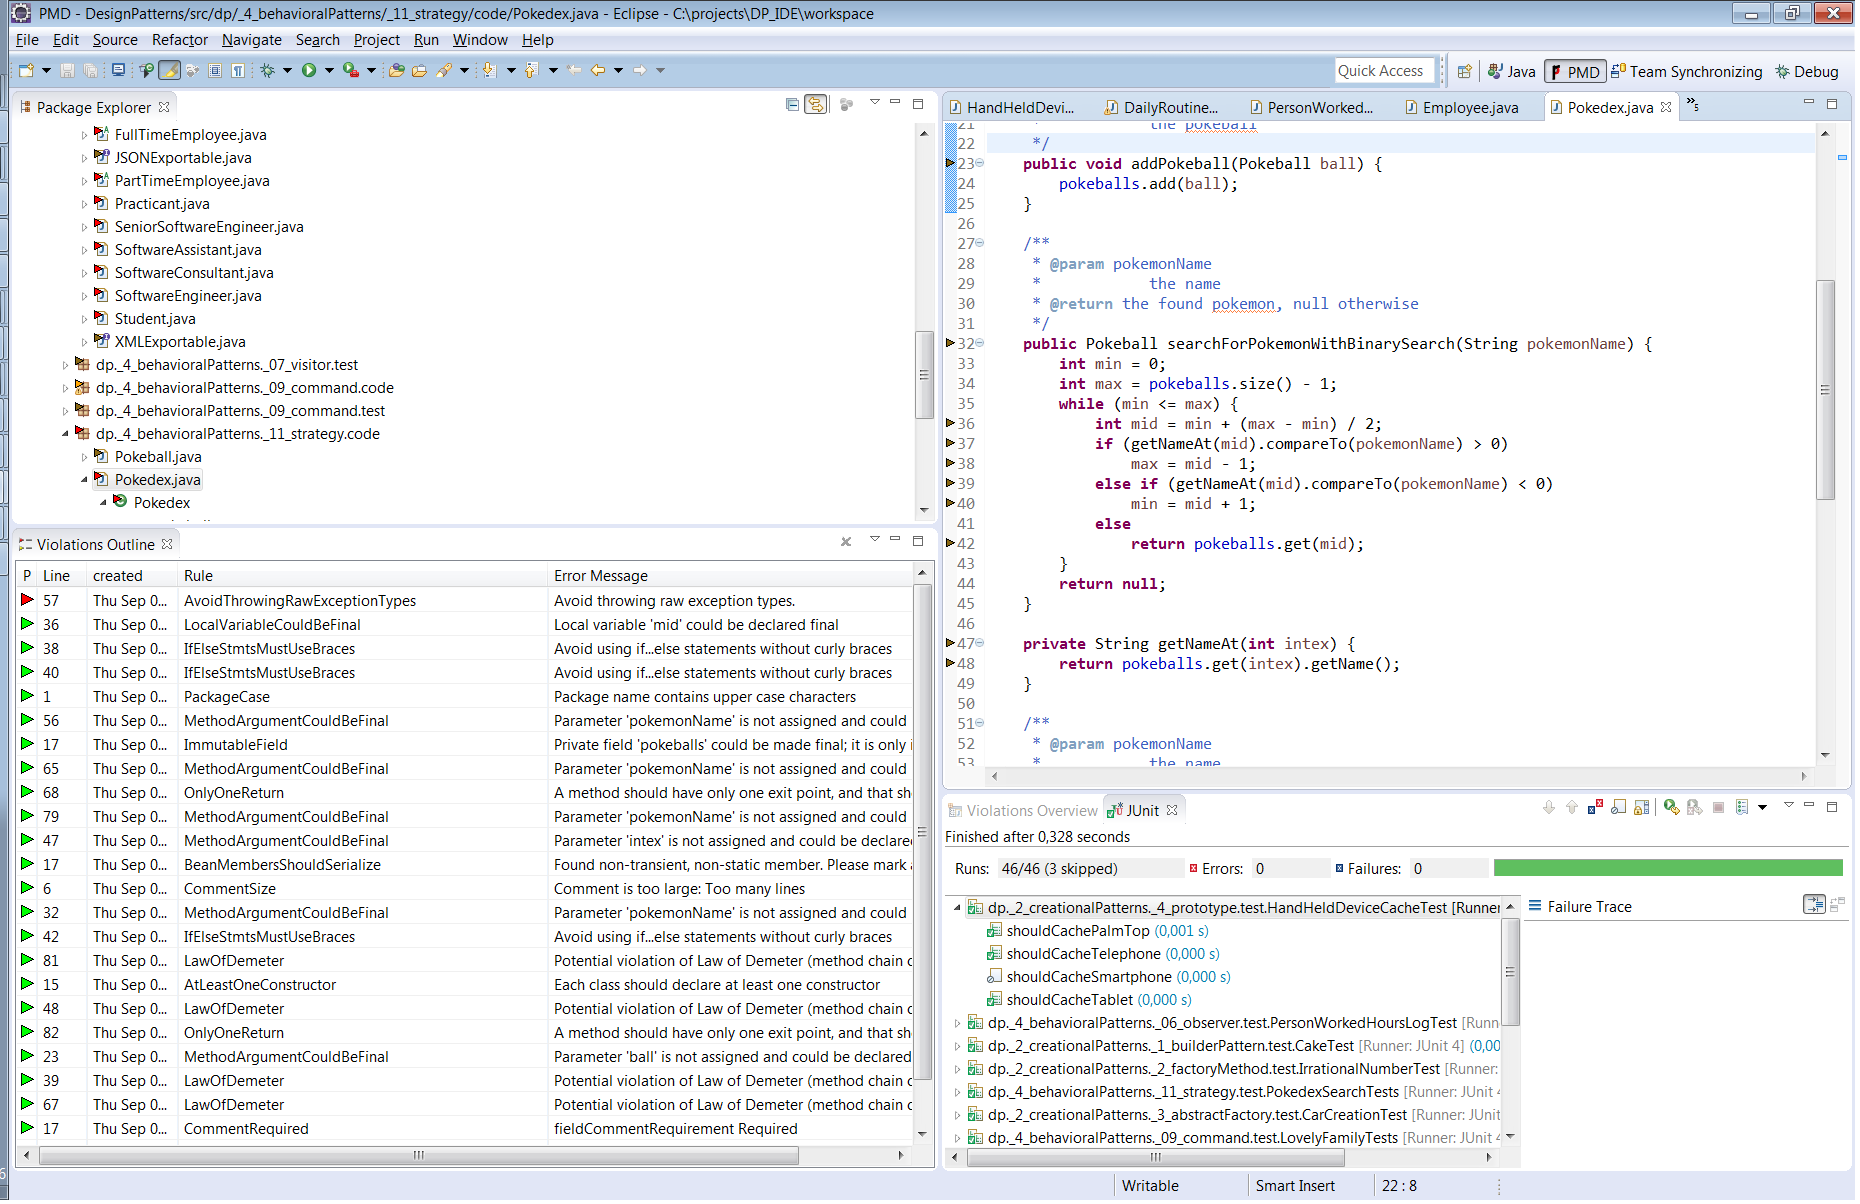 PMD - DesignPatterns/src/dp/_4_behavioralPatterns/_11_strategy/code/Pokedex.java - Eclipse - C:\projects\DP_IDE\workspace
File Edit Source Refactor Navigate Search Project Run Window Help
Quick Access Java PMD Team Synchronizing Debug
Package Explorer
FullTimeEmployee.java
JSONExportable.java
PartTimeEmployee.java
Practicant.java
SeniorSoftwareEngineer.java
SoftwareAssistant.java
SoftwareConsultant.java
SoftwareEngineer.java
Student.java
XMLExportable.java
dp._4_behavioralPatterns._07_visitor.test
dp._4_behavioralPatterns._09_command.code
dp._4_behavioralPatterns._09_command.test
dp._4_behavioralPatterns._11_strategy.code
Pokeball.java
Pokedex.java
Pokedex
Violations Outline
P Line created Rule Error Message
57 Thu Sep 0... AvoidThrowingRawExceptionTypes Avoid throwing raw exception types.
36 Thu Sep 0... LocalVariableCouldBeFinal Local variable 'mid' could be declared final
38 Thu Sep 0... IfElseStmtsMustUseBraces Avoid using if...else statements without curly braces
40 Thu Sep 0... IfElseStmtsMustUseBraces Avoid using if...else statements without curly braces
1 Thu Sep 0... PackageCase Package name contains upper case characters
56 Thu Sep 0... MethodArgumentCouldBeFinal Parameter 'pokemonName' is not assigned and could
17 Thu Sep 0... ImmutableField Private field 'pokeballs' could be made final; it is only i
65 Thu Sep 0... MethodArgumentCouldBeFinal Parameter 'pokemonName' is not assigned and could
68 Thu Sep 0... OnlyOneReturn A method should have only one exit point, and that sh
79 Thu Sep 0... MethodArgumentCouldBeFinal Parameter 'pokemonName' is not assigned and could
47 Thu Sep 0... MethodArgumentCouldBeFinal Parameter 'intex' is not assigned and could be declare
17 Thu Sep 0... BeanMembersShouldSerialize Found non-transient, non-static member. Please mark a
6 Thu Sep 0... CommentSize Comment is too large: Too many lines
32 Thu Sep 0... MethodArgumentCouldBeFinal Parameter 'pokemonName' is not assigned and could
42 Thu Sep 0... IfElseStmtsMustUseBraces Avoid using if...else statements without curly braces
81 Thu Sep 0... LawOfDemeter Potential violation of Law of Demeter (method chain c
15 Thu Sep 0... AtLeastOneConstructor Each class should declare at least one constructor
48 Thu Sep 0... LawOfDemeter Potential violation of Law of Demeter (method chain c
82 Thu Sep 0... OnlyOneReturn A method should have only one exit point, and that sh
23 Thu Sep 0... MethodArgumentCouldBeFinal Parameter 'ball' is not assigned and could be declared
39 Thu Sep 0... LawOfDemeter Potential violation of Law of Demeter (method chain c
67 Thu Sep 0... LawOfDemeter Potential violation of Law of Demeter (method chain c
17 Thu Sep 0... CommentRequired fieldCommentRequirement Required
HandHeldDevi... DailyRoutine... PersonWorked... Employee.java Pokedex.java »5
21 * the pokeball
22 */
23 public void addPokeball(Pokeball ball) {
24 pokeballs.add(ball);
25 }
26
27 /**
28 * @param pokemonName
29 * the name
30 * @return the found pokemon, null otherwise
31 */
32 public Pokeball searchForPokemonWithBinarySearch(String pokemonName) {
33 int min = 0;
34 int max = pokeballs.size() - 1;
35 while (min <= max) {
36 int mid = min + (max - min) / 2;
37 if (getNameAt(mid).compareTo(pokemonName) > 0)
38 max = mid - 1;
39 else if (getNameAt(mid).compareTo(pokemonName) < 0)
40 min = mid + 1;
41 else
42 return pokeballs.get(mid);
43 }
44 return null;
45 }
46
47 private String getNameAt(int intex) {
48 return pokeballs.get(intex).getName();
49 }
50
51 /**
52 * @param pokemonName
53 * the name
Violations Overview JUnit
Finished after 0,328 seconds
Runs: 46/46 (3 skipped) Errors: 0 Failures: 0
dp._2_creationalPatterns._4_prototype.test.HandHeldDeviceCacheTest [Runner
shouldCachePalmTop (0,001 s)
shouldCacheTelephone (0,000 s)
shouldCacheSmartphone (0,000 s)
shouldCacheTablet (0,000 s)
dp._4_behavioralPatterns._06_observer.test.PersonWorkedHoursLogTest [Runn
dp._2_creationalPatterns._1_builderPattern.test.CakeTest [Runner: JUnit 4] (0,00
dp._2_creationalPatterns._2_factoryMethod.test.IrrationalNumberTest [Runner:
dp._4_behavioralPatterns._11_strategy.test.PokedexSearchTests [Runner: JUnit 4
dp._2_creationalPatterns._3_abstractFactory.test.CarCreationTest [Runner: JUnit
dp._4_behavioralPatterns._09_command.test.LovelyFamilyTests [Runner: JUnit 4
Failure Trace
Writable Smart Insert 22 : 8